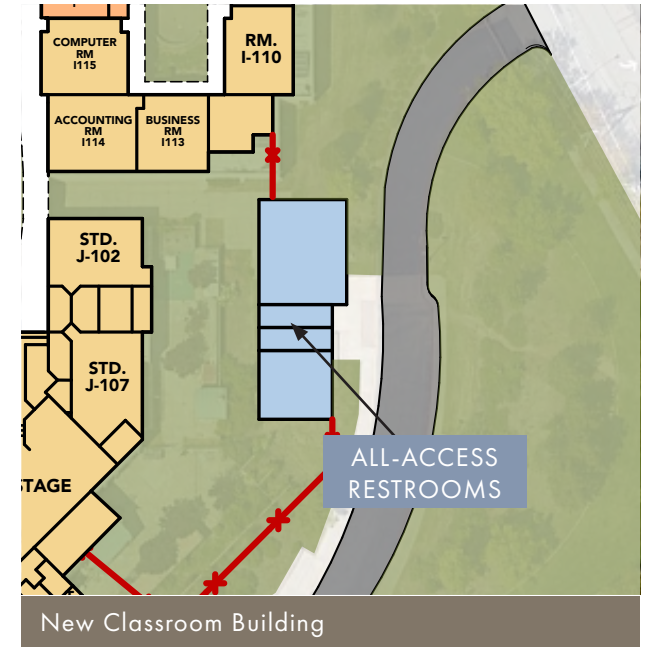 COMPUTER
RM
I115
RM.
I-110
ACCOUNTING
RM
I114
BUSINESS
RM
I113
STD.
J-102
STD.
J-107
TAGE
ALL-ACCESS
RESTROOMS
New Classroom Building